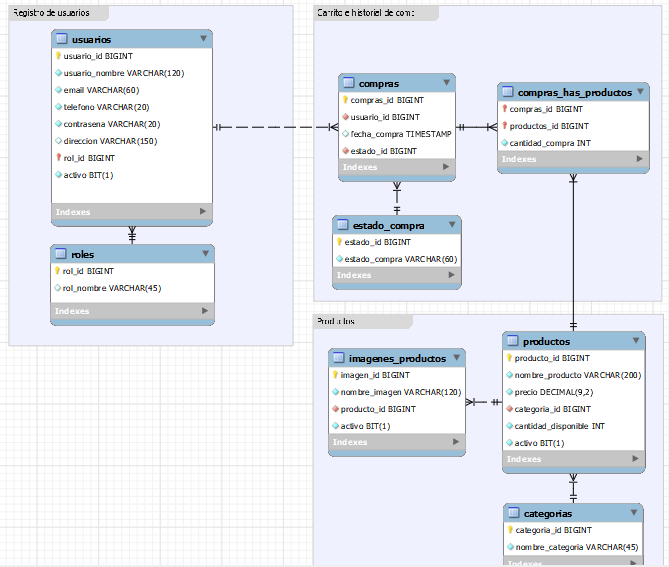 Registro de usuarios
usuarios
usuario_id BIGINT
usuario_nombre VARCHAR(120)
email VARCHAR(60)
telefono VARCHAR(20)
contrasena VARCHAR(20)
direccion VARCHAR(150)
rol_id BIGINT
activo BIT(1)
Indexes
roles
rol_id BIGINT
rol_nombre VARCHAR(45)
Indexes
Carrito e historial de com
compras
compras_id BIGINT
usuario_id BIGINT
fecha_compra TIMESTAMP
estado_id BIGINT
Indexes
compras_has_productos
compras_id BIGINT
productos_id BIGINT
cantidad_compra INT
Indexes
estado_compra
estado_id BIGINT
estado_compra VARCHAR(60)
Indexes
Productos
imagenes_productos
imagen_id BIGINT
nombre_imagen VARCHAR(120)
producto_id BIGINT
activo BIT(1)
Indexes
productos
producto_id BIGINT
nombre_producto VARCHAR(200)
precio DECIMAL(9,2)
categoria_id BIGINT
cantidad_disponible INT
activo BIT(1)
Indexes
categorias
categoria_id BIGINT
nombre_categoria VARCHAR(45)
Indexes